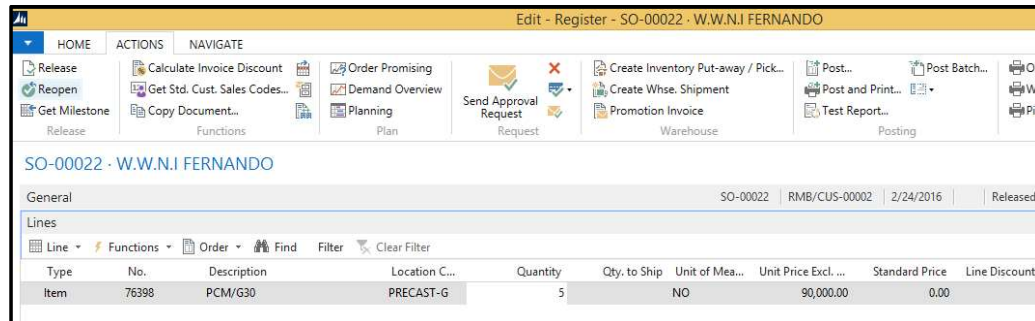 Edit - Register - SO-00022 · W.W.N.I FERNANDO
HOME ACTIONS NAVIGATE
Release Calculate Invoice Discount Order Promising Create Inventory Put-away / Pick... Post... Post Batch...
Reopen Get Std. Cust. Sales Codes... Demand Overview Send Approval Request Create Whse. Shipment Post and Print...
Get Milestone Copy Document... Planning Promotion Invoice Test Report...
Release Functions Plan Request Warehouse Posting
SO-00022 · W.W.N.I FERNANDO
General SO-00022 RMB/CUS-00002 2/24/2016 Released
Lines
Line Functions Order Find Filter Clear Filter
Type No. Description Location C... Quantity Qty. to Ship Unit of Mea... Unit Price Excl. ... Standard Price Line Discount
Item 76398 PCM/G30 PRECAST-G 5 NO 90,000.00 0.00